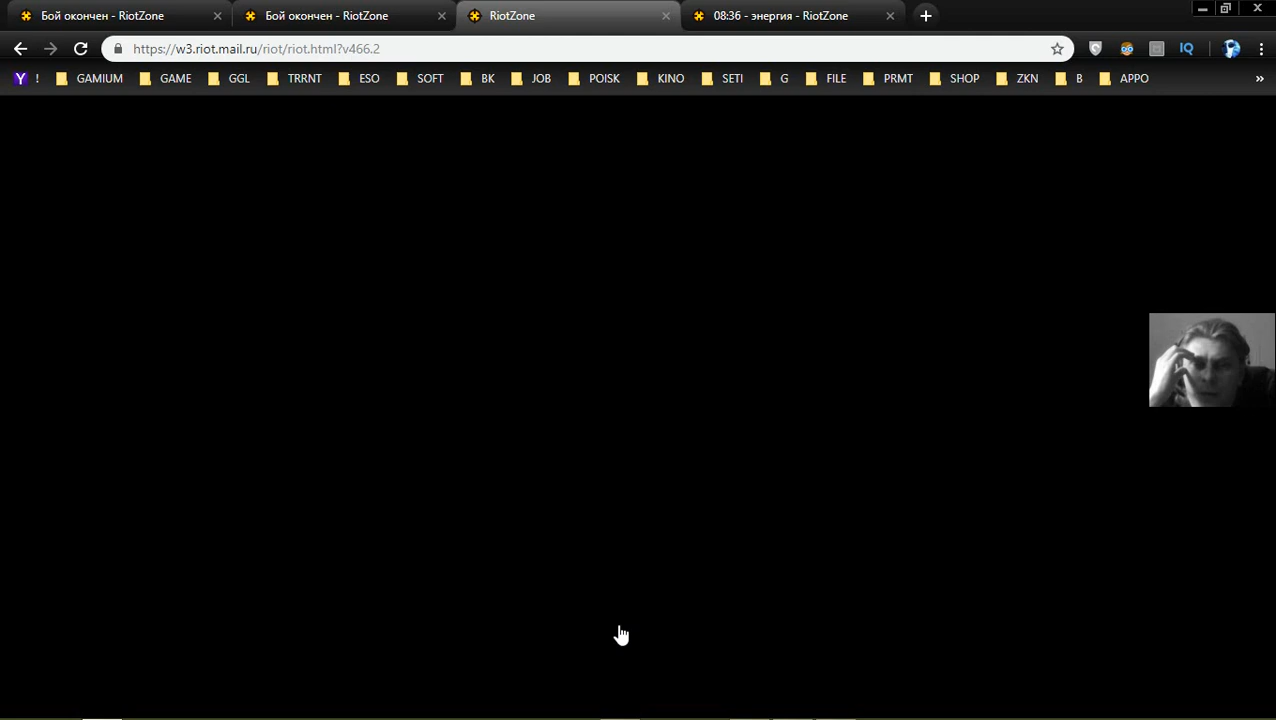 Бой окончен - RiotZone
Бой окончен - RiotZone
RiotZone
08:36 - энергия - RiotZone
https://w3.riot.mail.ru/riot/riot.html?v466.2
IQ
Y ! GAMIUM GAME GGL TRRNT ESO SOFT BK JOB POISK KINO SETI G FILE PRMT SHOP ZKN B APPO »